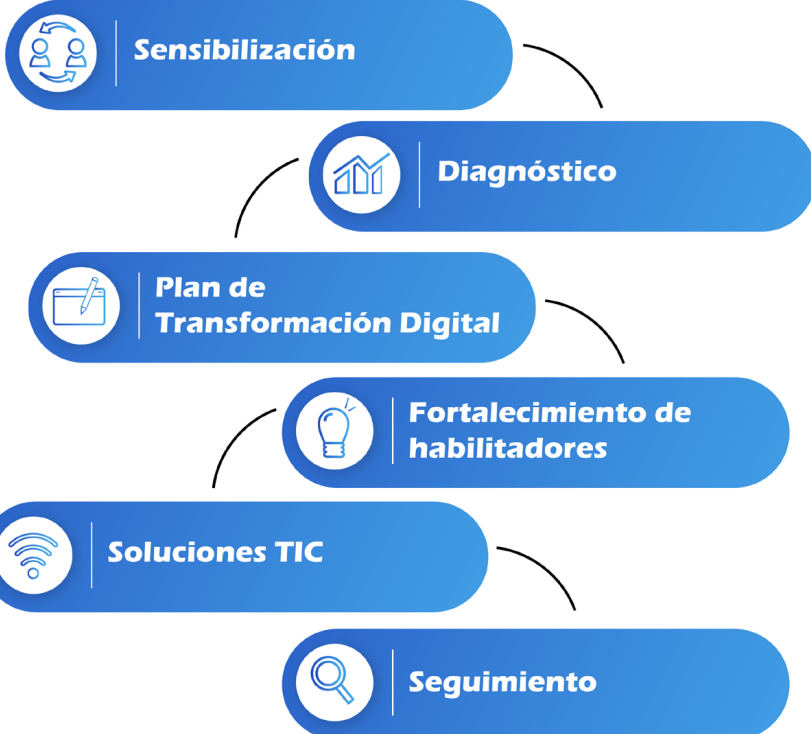 Sensibilización
Diagnóstico
Plan de
Transformación Digital
Fortalecimiento de
habilitadores
Soluciones TIC
Seguimiento